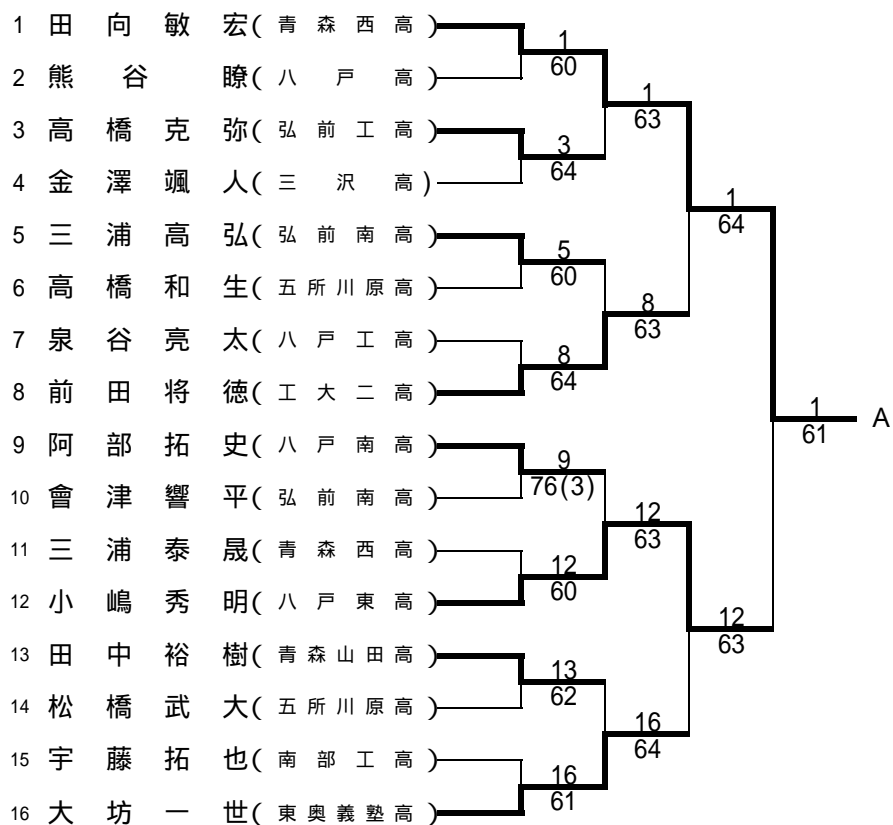 1 田向敏宏(青森西高)
1
60
2 熊谷瞭(八戸高)
1
63
3 高橋克弥(弘前工高)
3
64
4 金澤颯人(三沢高)
1
64
5 三浦高弘(弘前南高)
5
60
6 高橋和生(五所川原高)
8
63
7 泉谷亮太(八戸工高)
8
64
8 前田将徳(工大二高)
1
61
A
9 阿部拓史(八戸南高)
9
76(3)
10 會津響平(弘前南高)
12
63
11 三浦泰晟(青森西高)
12
60
12 小嶋秀明(八戸東高)
12
63
13 田中裕樹(青森山田高)
13
62
14 松橋武大(五所川原高)
16
64
15 宇藤拓也(南部工高)
16
61
16 大坊一世(東奥義塾高)